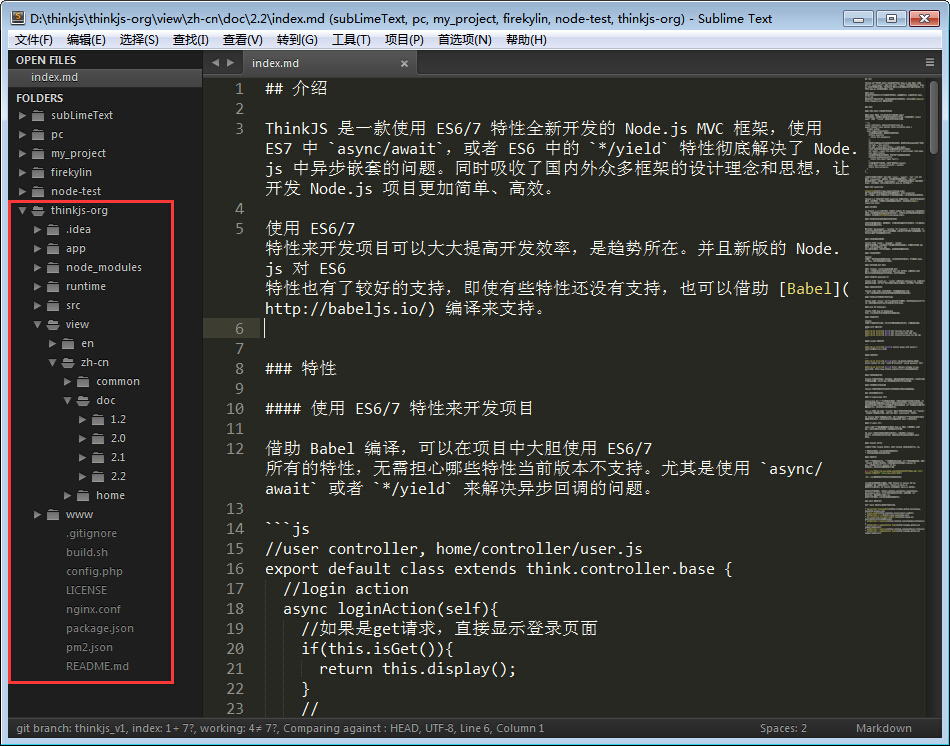 D:\thinkjs\thinkjs-org\view\zh-cn\doc\2.2\index.md (subLimeText, pc, my_project, firekylin, node-test, thinkjs-org) - Sublime Text
文件(F) 编辑(E) 选择(S) 查找(I) 查看(V) 转到(G) 工具(T) 项目(P) 首选项(N) 帮助(H)
OPEN FILES
index.md
FOLDERS
subLimeText
pc
my_project
firekylin
node-test
thinkjs-org
.idea
app
node_modules
runtime
src
view
en
zh-cn
common
doc
1.2
2.0
2.1
2.2
home
www
.gitignore
build.sh
config.php
LICENSE
nginx.conf
package.json
pm2.json
README.md
index.md
1 ## 介绍
2
3 ThinkJS 是一款使用 ES6/7 特性全新开发的 Node.js MVC 框架，使用
ES7 中 `async/await`，或者 ES6 中的 `*/yield` 特性彻底解决了 Node.
js 中异步嵌套的问题。同时吸收了国内外众多框架的设计理念和思想，让
开发 Node.js 项目更加简单、高效。
4
5 使用 ES6/7
特性来开发项目可以大大提高开发效率，是趋势所在。并且新版的 Node.
js 对 ES6
特性也有了较好的支持，即使有些特性还没有支持，也可以借助 [Babel](
http://babeljs.io/) 编译来支持。
6
7
8 ### 特性
9
10 #### 使用 ES6/7 特性来开发项目
11
12 借助 Babel 编译，可以在项目中大胆使用 ES6/7
所有的特性，无需担心哪些特性当前版本不支持。尤其是使用 `async/
await` 或者 `*/yield` 来解决异步回调的问题。
13
14 ```js
15 //user controller, home/controller/user.js
16 export default class extends think.controller.base {
17 //login action
18 async loginAction(self){
19 //如果是get请求，直接显示登录页面
20 if(this.isGet()){
21 return this.display();
22 }
23 //
git branch: thinkjs_v1, index: 1+ 7?, working: 4≠ 7?, Comparing against : HEAD, UTF-8, Line 6, Column 1
Spaces: 2
Markdown